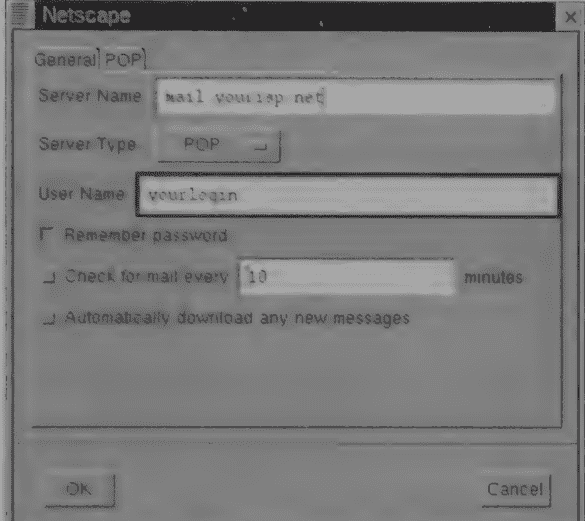 Netscape
General POP
Server Name mail yourisp net
Server Type POP
User Name yourlogin
Remember password
Check for mail every 10 minutes
Automatically download any new messages
OK Cancel